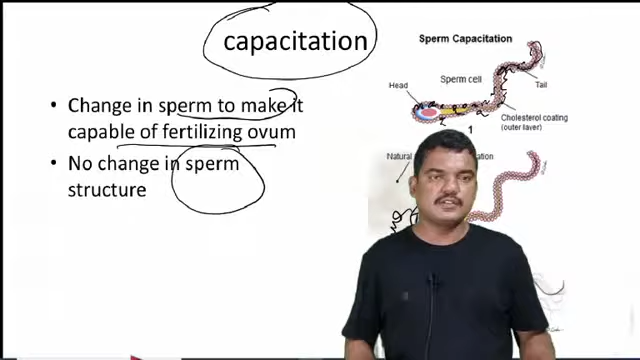 capacitation
• Change in sperm to make it
capable of fertilizing ovum
• No change in sperm
structure
Sperm Capacitation
Head
Sperm cell
Tail
Cholesterol coating
(outer layer)
1
Natural